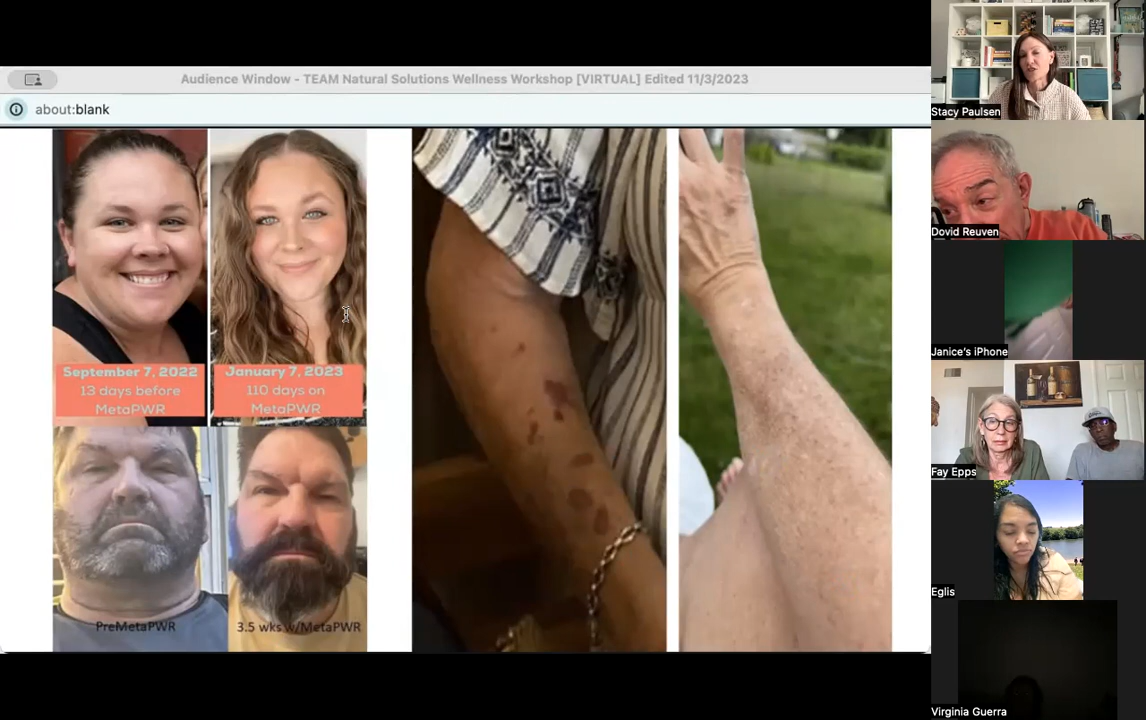 Audience Window - TEAM Natural Solutions Wellness Workshop [VIRTUAL] Edited 11/3/2023
about:blank
September 7, 2022
13 days before
MetaPWR
January 7, 2023
110 days on
MetaPWR
PreMetaPWR
3.5 wks w/MetaPWR
Stacy Paulsen
Dovid Reuven
Janice's iPhone
Fay Epps
Eglis
Virginia Guerra